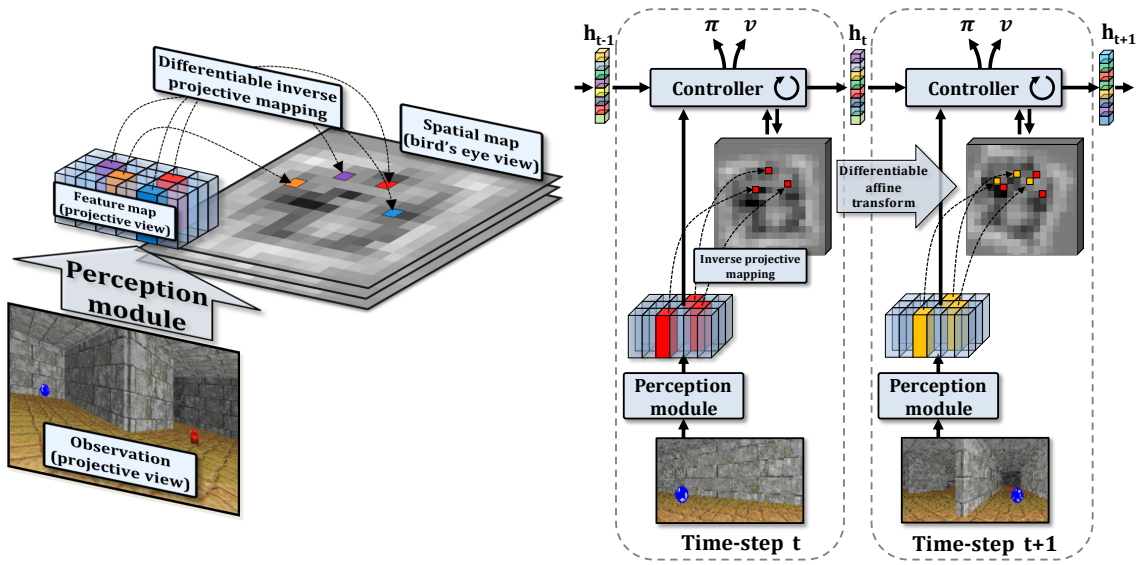 Differentiable inverse
projective mapping
Spatial map
(bird's eye view)
Feature map
(projective view)
Perception
module
Observation
(projective view)
h_{t-1}
π v
h_t
π v
h_{t+1}
Controller
Controller
Differentiable
affine
transform
Inverse projective
mapping
Perception
module
Perception
module
Time-step t
Time-step t+1